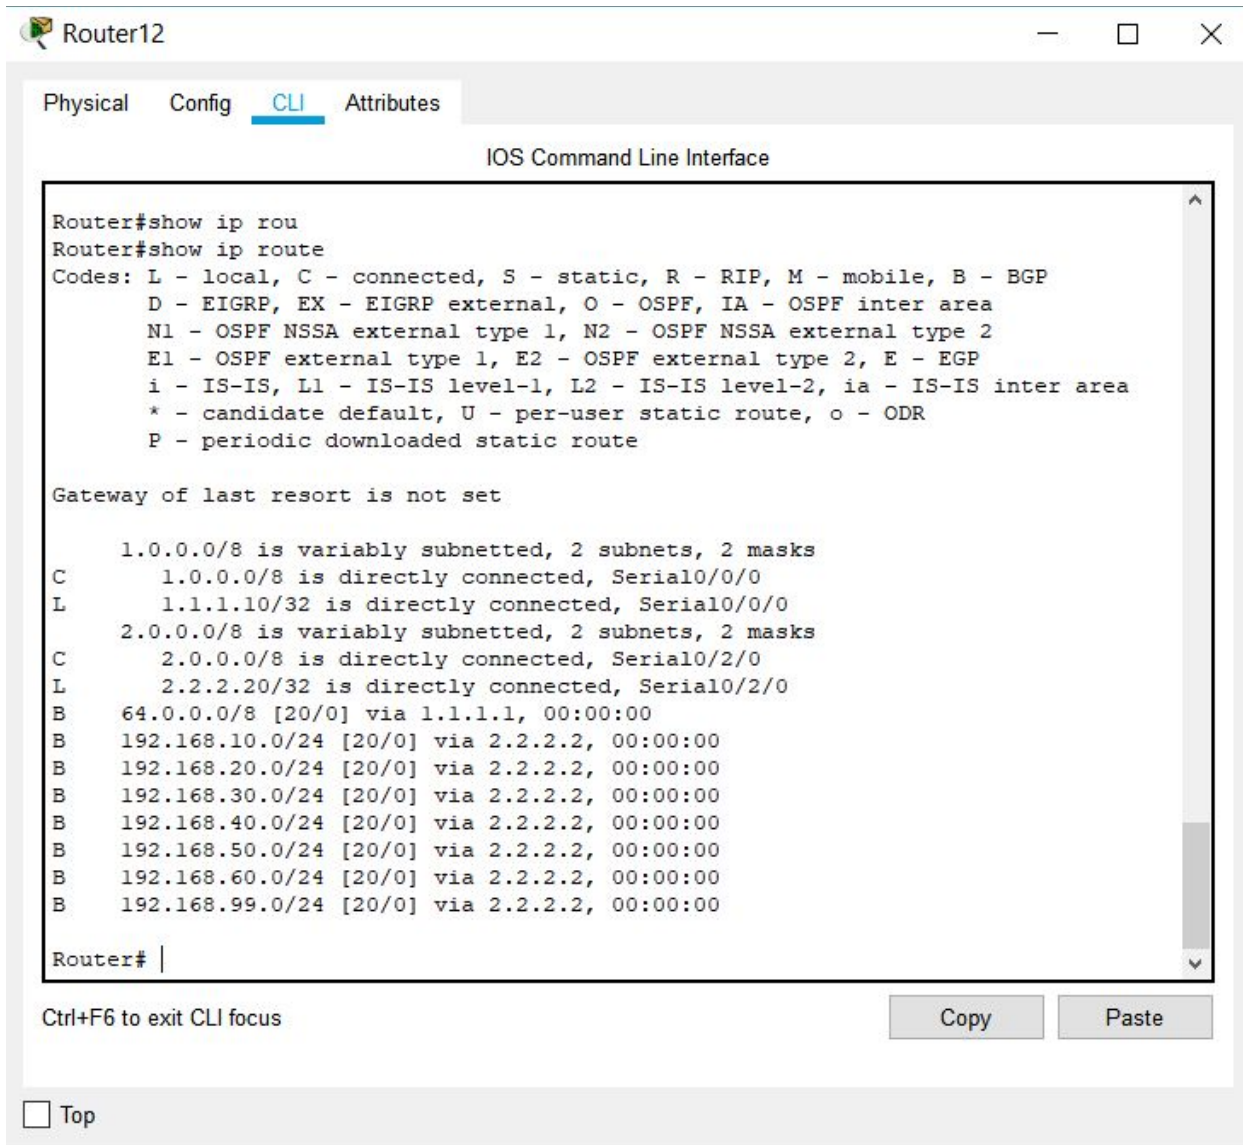 Router12
Physical Config CLI Attributes
IOS Command Line Interface
Router#show ip rou
Router#show ip route
Codes: L - local, C - connected, S - static, R - RIP, M - mobile, B - BGP
D - EIGRP, EX - EIGRP external, O - OSPF, IA - OSPF inter area
N1 - OSPF NSSA external type 1, N2 - OSPF NSSA external type 2
E1 - OSPF external type 1, E2 - OSPF external type 2, E - EGP
i - IS-IS, L1 - IS-IS level-1, L2 - IS-IS level-2, ia - IS-IS inter area
* - candidate default, U - per-user static route, o - ODR
P - periodic downloaded static route
Gateway of last resort is not set
1.0.0.0/8 is variably subnetted, 2 subnets, 2 masks
C 1.0.0.0/8 is directly connected, Serial0/0/0
L 1.1.1.10/32 is directly connected, Serial0/0/0
2.0.0.0/8 is variably subnetted, 2 subnets, 2 masks
C 2.0.0.0/8 is directly connected, Serial0/2/0
L 2.2.2.20/32 is directly connected, Serial0/2/0
B 64.0.0.0/8 [20/0] via 1.1.1.1, 00:00:00
B 192.168.10.0/24 [20/0] via 2.2.2.2, 00:00:00
B 192.168.20.0/24 [20/0] via 2.2.2.2, 00:00:00
B 192.168.30.0/24 [20/0] via 2.2.2.2, 00:00:00
B 192.168.40.0/24 [20/0] via 2.2.2.2, 00:00:00
B 192.168.50.0/24 [20/0] via 2.2.2.2, 00:00:00
B 192.168.60.0/24 [20/0] via 2.2.2.2, 00:00:00
B 192.168.99.0/24 [20/0] via 2.2.2.2, 00:00:00
Router#
Ctrl+F6 to exit CLI focus Copy Paste
Top